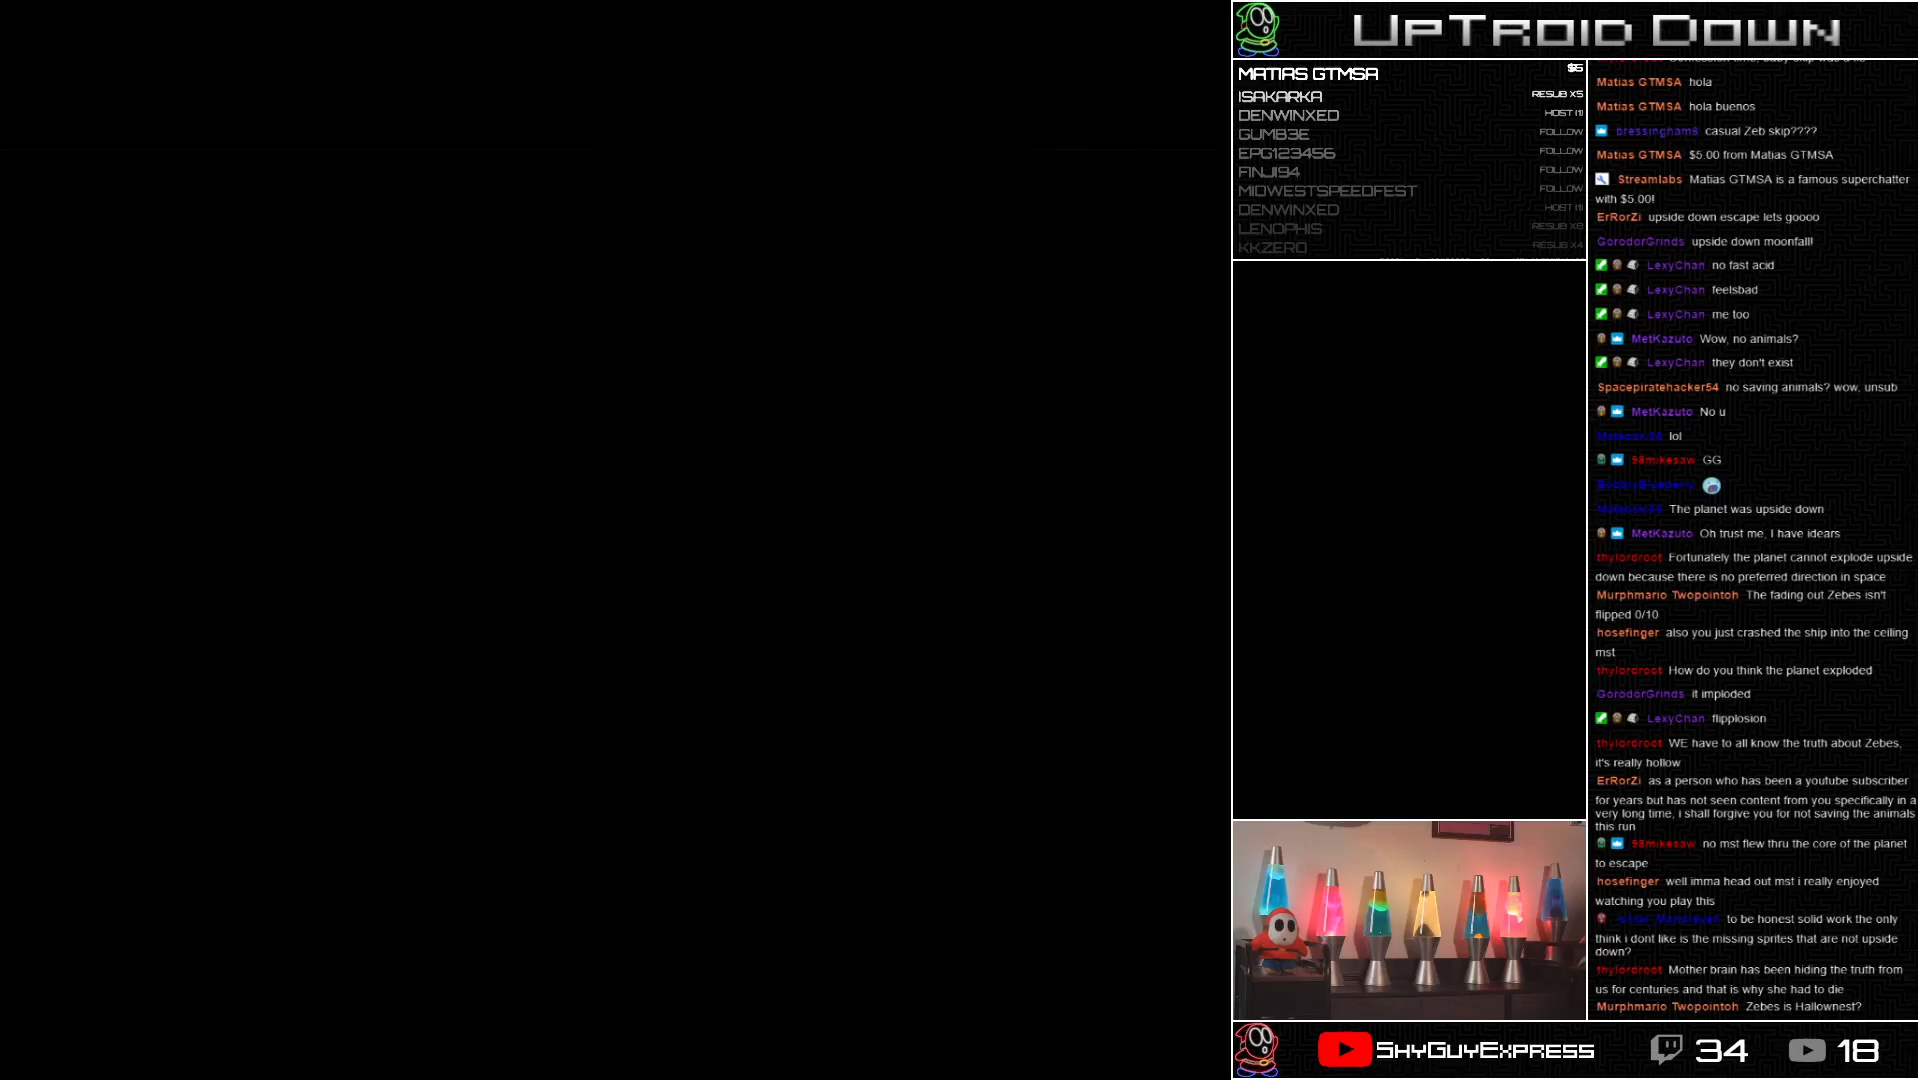 UpTroid Down
MATIAS GTMSA $5
ISAKARKA RESUB X5
DENWINXED HOST (1)
GUMB3E FOLLOW
EPG123456 FOLLOW
FINJI94 FOLLOW
MIDWESTSPEEDFEST FOLLOW
DENWINXED HOST (1)
LENOPHIS
KKZERO RESUB X4
Matias GTMSA hola
Matias GTMSA hola buenos
bressingham8 casual Zeb skip????
Matias GTMSA $5.00 from Matias GTMSA
Streamlabs Matias GTMSA is a famous superchatter
with $5.00!
ErRorZi upside down escape lets goooo
GorodorGrinds upside down moonfall!
LexyChan no fast acid
LexyChan feelsbad
LexyChan me too
MetKazuto Wow, no animals?
LexyChan they don't exist
Spacepiratehacker54 no saving animals? wow, unsub
MetKazuto No u
lol
98mikesaw GG
BobblyBlueberry
The planet was upside down
MetKazuto Oh trust me, I have idears
thylordroot Fortunately the planet cannot explode upside
down because there is no preferred direction in space
Murphmario Twopointoh The fading out Zebes isn't
flipped 0/10
hosefinger also you just crashed the ship into the ceiling
mst
thylordroot How do you think the planet exploded
GorodorGrinds it imploded
LexyChan flipplosion
thylordroot WE have to all know the truth about Zebes,
it's really hollow
ErRorZi as a person who has been a youtube subscriber
for years but has not seen content from you specifically in a
very long time, i shall forgive you for not saving the animals
this run
98mikesaw no mst flew thru the core of the planet
to escape
hosefinger well imma head out mst i really enjoyed
watching you play this
to be honest solid work the only
think i dont like is the missing sprites that are not upside
down?
thylordroot Mother brain has been hiding the truth from
us for centuries and that is why she had to die
Murphmario Twopointoh Zebes is Hallownest?
ShyGuyExpress 34 18